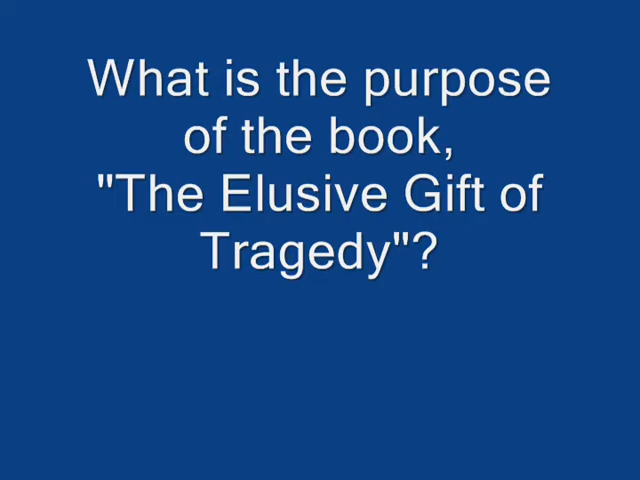 What is the purpose
of the book,
"The Elusive Gift of
Tragedy"?